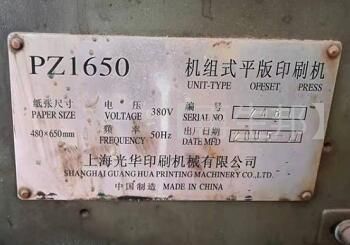 PZ1650 机组式平版印刷机
UNIT-TYPE OFFSET PRESS
纸张尺寸 电压 380V 编号
PAPER SIZE VOLTAGE SERIAL NO
480×650mm 频率 50Hz 出厂日期
FREQUENCY DATE MFD
上海光华印刷机械有限公司
SHANGHAI GUANG HUA PRINTING MACHINERY CO.,LTD.
中国制造 MADE IN CHINA